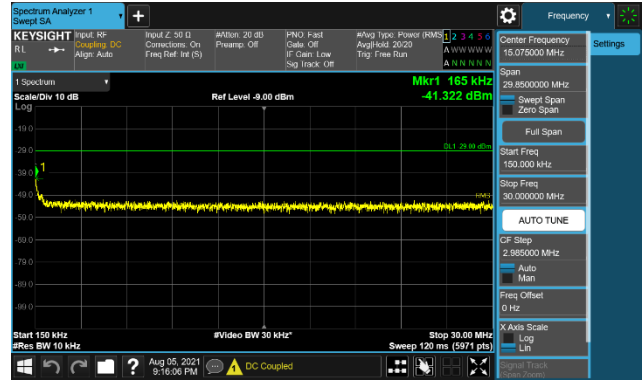 Spectrum Analyzer 1
Swept SA
+
Frequency
KEYSIGHT
RL
Input: RF
Coupling: DC
Align: Auto
Input Z: 50 Ω
Corrections: On
Freq Ref: Int (S)
#Atten: 20 dB
Preamp: Off
PNO: Fast
Gate: Off
IF Gain: Low
Sig Track: Off
#Avg Type: Power (RMS
Avg|Hold: 20/20
Trig: Free Run
1 2 3 4 5 6
A W W W W W
A N N N N N
LXI
1 Spectrum
Scale/Div 10 dB
Ref Level -9.00 dBm
Mkr1 165 kHz
-41.322 dBm
Log
-19.0
DL1 -29.00 dBm
-29.0
1
-39.0
-49.0
RMS
-59.0
-69.0
-79.0
-89.0
-99.0
Start 150 kHz
#Video BW 30 kHz*
Stop 30.00 MHz
#Res BW 10 kHz
Sweep 120 ms (5971 pts)
?
Aug 05, 2021
9:16:06 PM
DC Coupled
Center Frequency
15.075000 MHz
Settings
Span
29.8500000 MHz
Swept Span
Zero Span
Full Span
Start Freq
150.000 kHz
Stop Freq
30.000000 MHz
AUTO TUNE
CF Step
2.985000 MHz
Auto
Man
Freq Offset
0 Hz
X Axis Scale
Log
Lin
Signal Track
(Span Zoom)